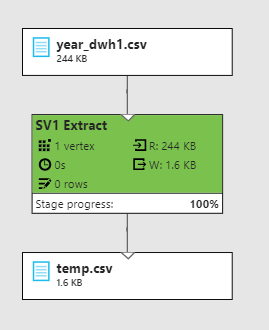 year_dwh1.csv
244 KB
SV1 Extract
1 vertex R: 244 KB
0s W: 1.6 KB
0 rows
Stage progress: 100%
temp.csv
1.6 KB